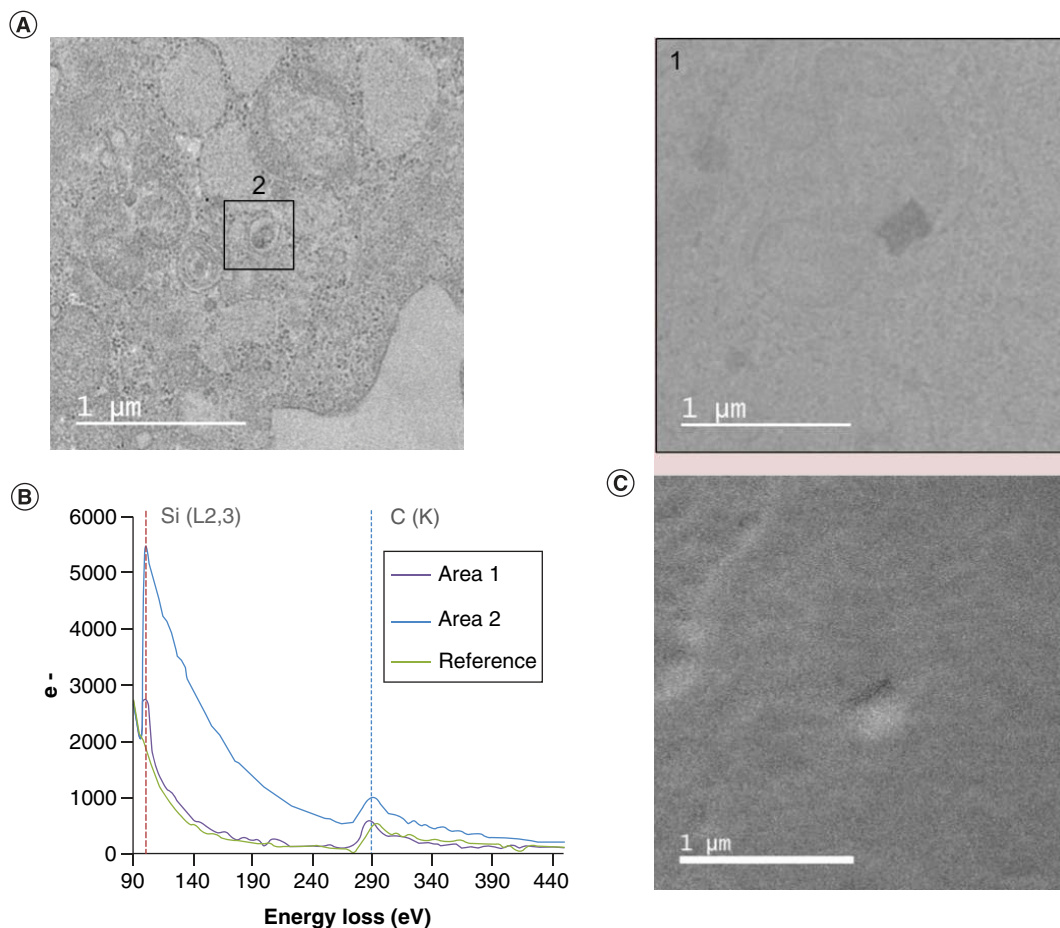 A
2
1 µm
1
1 µm
B
Si (L2,3)
C (K)
6000
5000
4000
3000
2000
1000
0
e -
Area 1
Area 2
Reference
90 140 190 240 290 340 390 440
Energy loss (eV)
C
1 µm